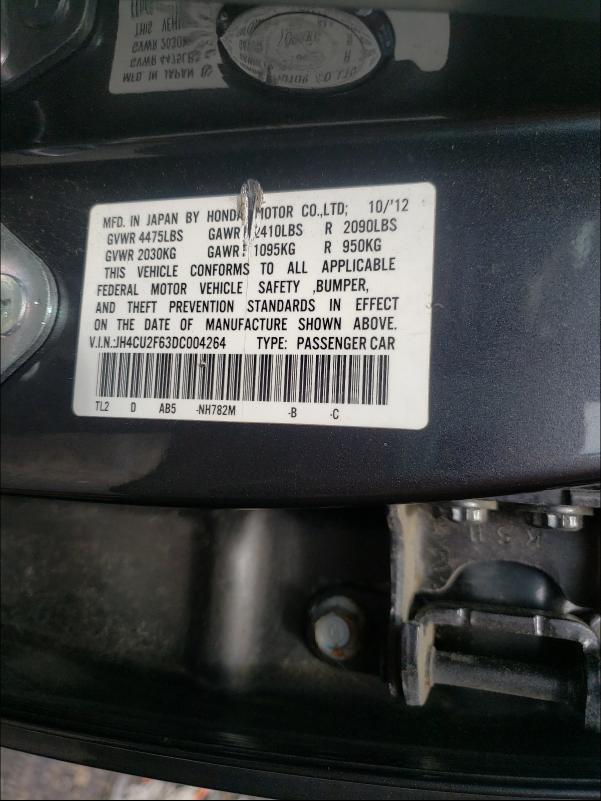 MFD. IN JAPAN BY HONDA MOTOR CO.,LTD; 10/'12
GVWR 4475LBS GAWR F 2410LBS R 2090LBS
GVWR 2030KG GAWR F 1095KG R 950KG
THIS VEHICLE CONFORMS TO ALL APPLICABLE
FEDERAL MOTOR VEHICLE SAFETY ,BUMPER,
AND THEFT PREVENTION STANDARDS IN EFFECT
ON THE DATE OF MANUFACTURE SHOWN ABOVE.
V.I.N.:JH4CU2F63DC004264 TYPE: PASSENGER CAR
TL2 D AB5 -NH782M -B -C